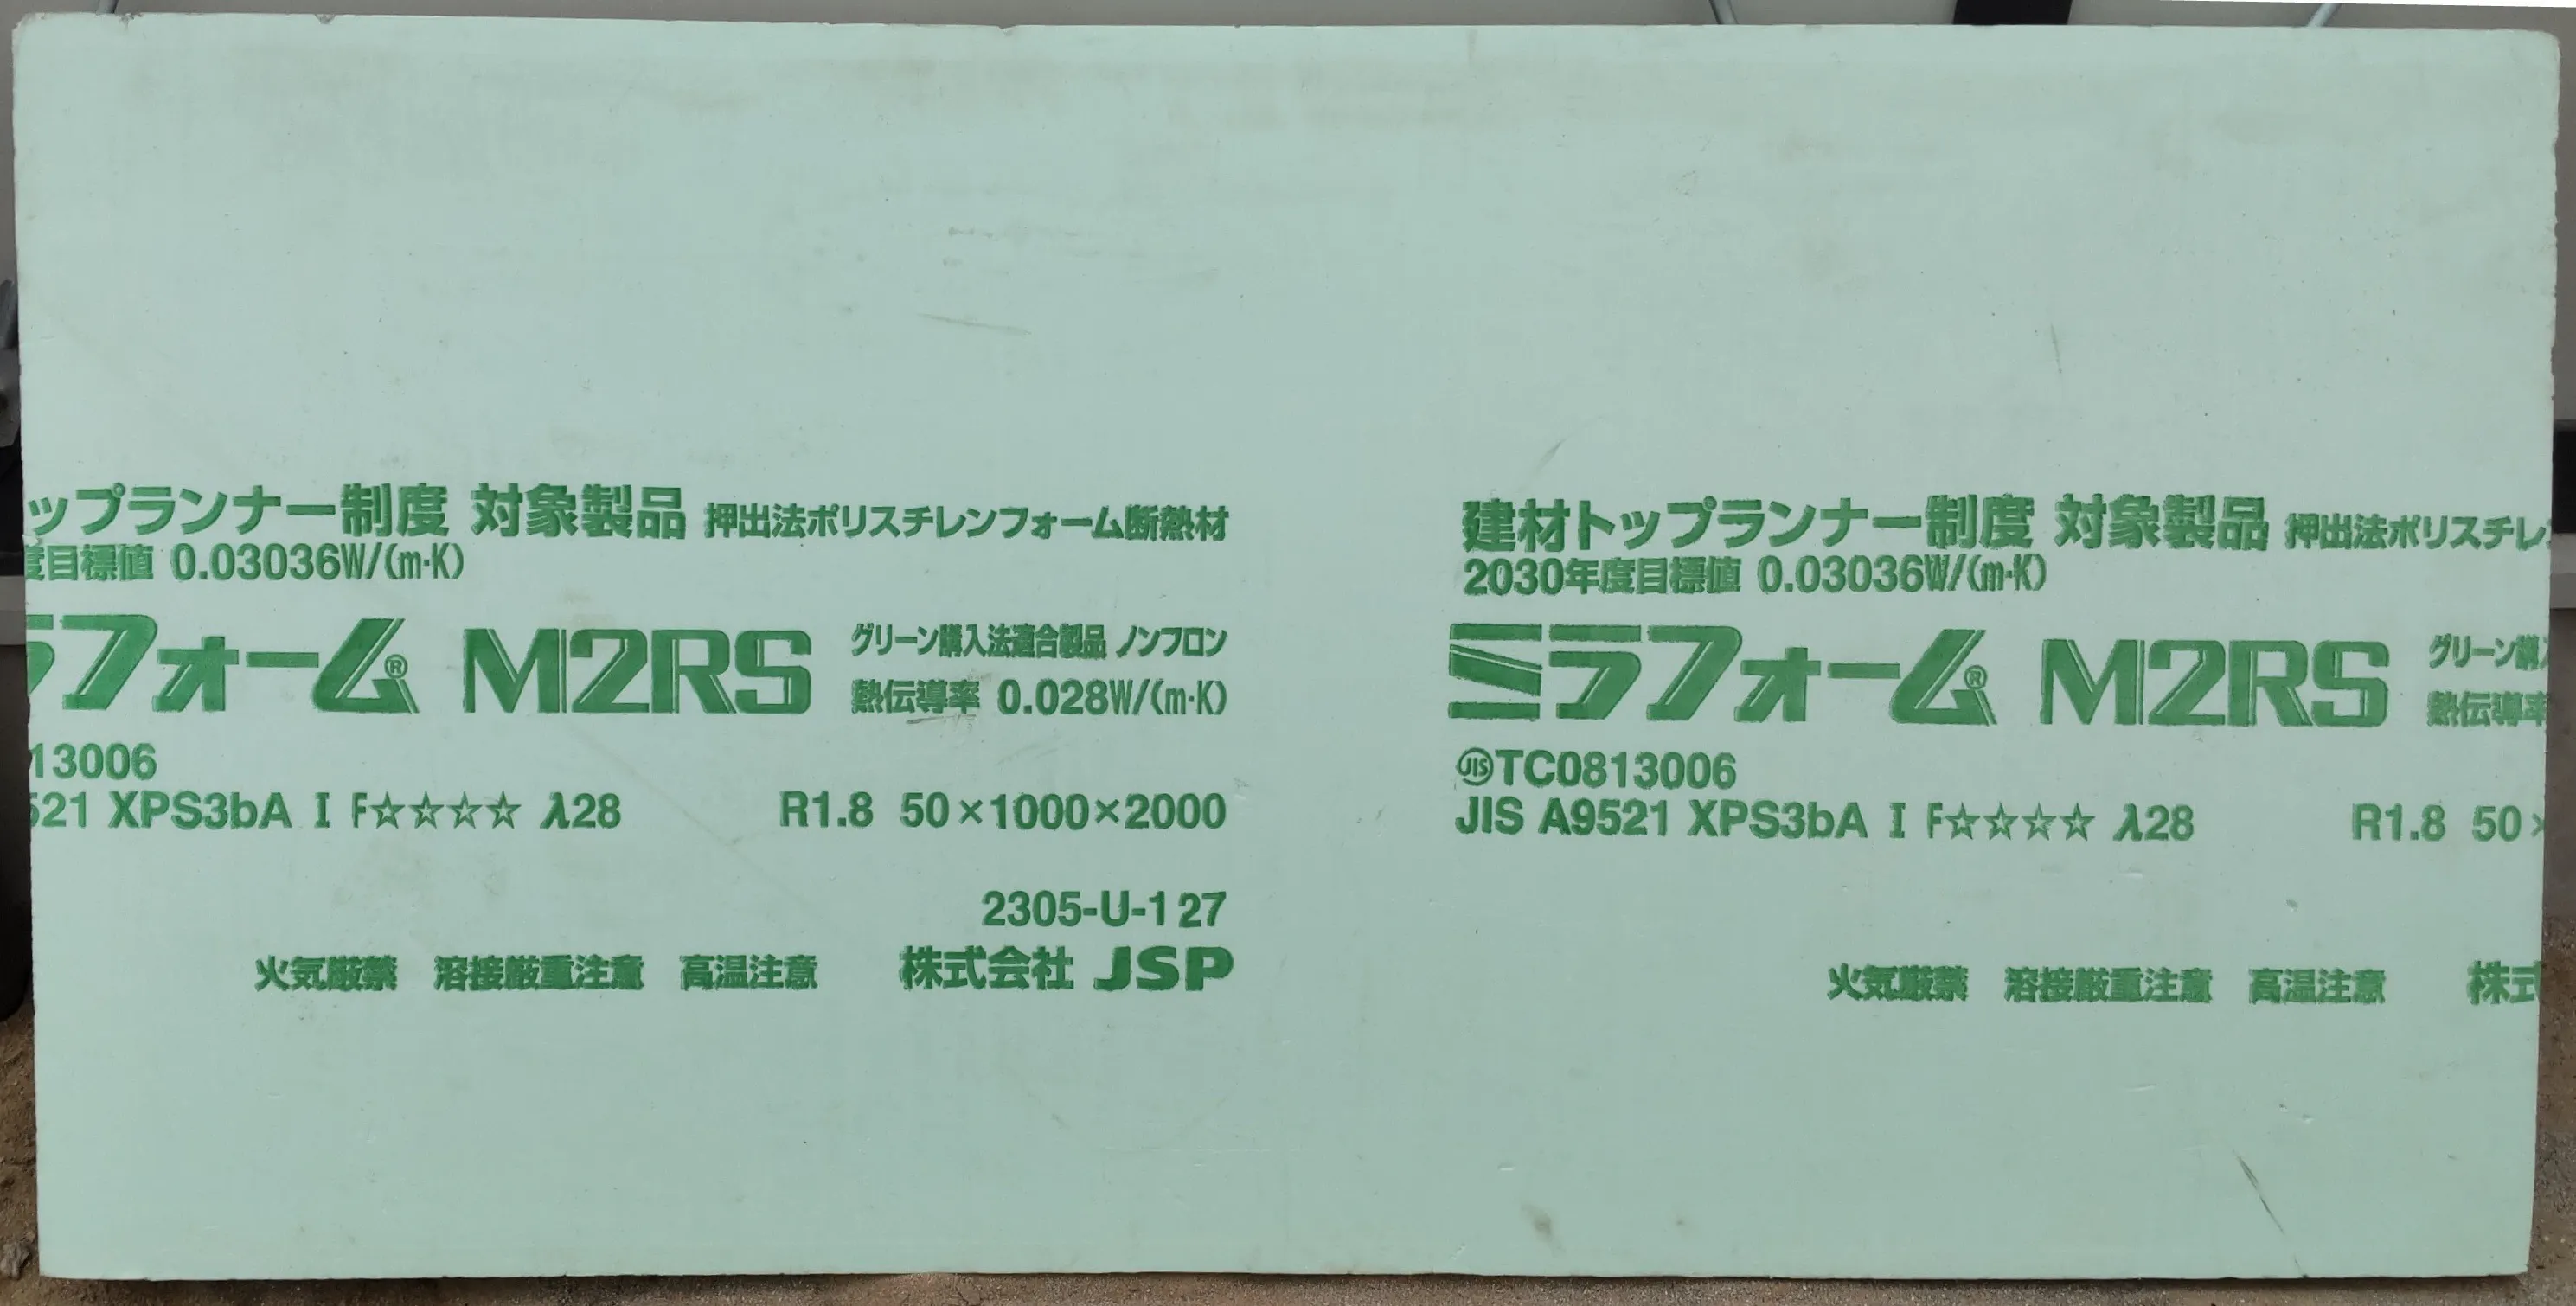 ップランナー制度 対象製品 押出法ポリスチレンフォーム断熱材
度目標値 0.03036W/(m·K)
ラフォーム® M2RS
グリーン購入法適合製品 ノンフロン
熱伝導率 0.028W/(m·K)
13006
521 XPS3bA I F☆☆☆☆ λ28 R1.8 50×1000×2000
2305-U-127
火気厳禁 溶接厳重注意 高温注意 株式会社 JSP
建材トップランナー制度 対象製品 押出法ポリスチレ
2030年度目標値 0.03036W/(m·K)
ミラフォーム® M2RS
グリーン購入
熱伝導率
JIS TC0813006
JIS A9521 XPS3bA I F☆☆☆☆ λ28 R1.8 50×
火気厳禁 溶接厳重注意 高温注意 株式